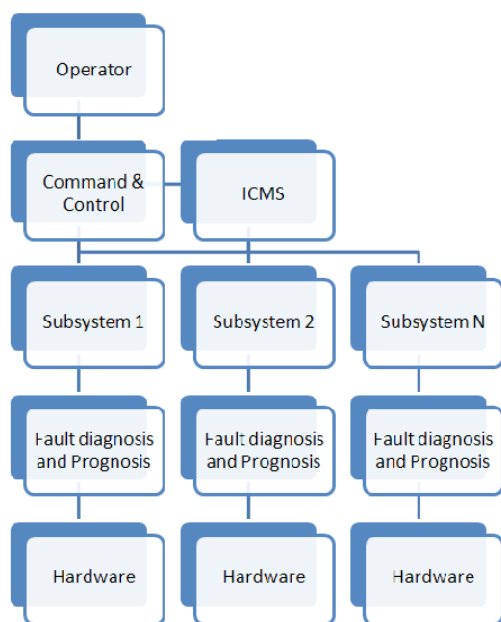 Operator
Command &
Control
ICMS
Subsystem 1
Subsystem 2
Subsystem N
Fault diagnosis
and Prognosis
Fault diagnosis
and Prognosis
Fault diagnosis
and Prognosis
Hardware
Hardware
Hardware